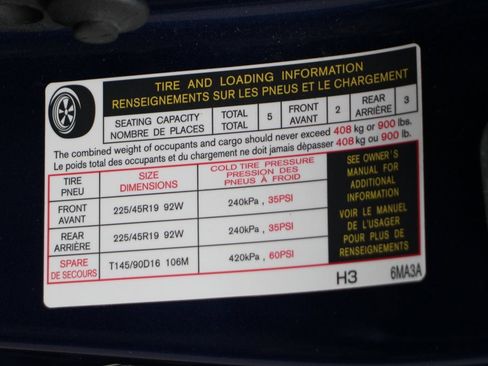 TIRE AND LOADING INFORMATION
RENSEIGNEMENTS SUR LES PNEUS ET LE CHARGEMENT
SEATING CAPACITY TOTAL 5 FRONT 2 REAR 3
NOMBRE DE PLACES TOTAL AVANT ARRIÈRE
The combined weight of occupants and cargo should never exceed 408 kg or 900 lbs.
Le poids total des occupants et du chargement ne doit jamais dépasser 408 kg ou 900 lb.
TIRE SIZE COLD TIRE PRESSURE
PNEU DIMENSIONS PRESSION DES
PNEUS À FROID
FRONT
AVANT 225/45R19 92W 240kPa , 35PSI
REAR
ARRIÈRE 225/45R19 92W 240kPa , 35PSI
SPARE
DE SECOURS T145/90D16 106M 420kPa , 60PSI
SEE OWNER'S
MANUAL FOR
ADDITIONAL
INFORMATION
VOIR LE MANUEL
DE L'USAGER
POUR PLUS DE
RENSEIGNEMENTS
H3 6MA3A